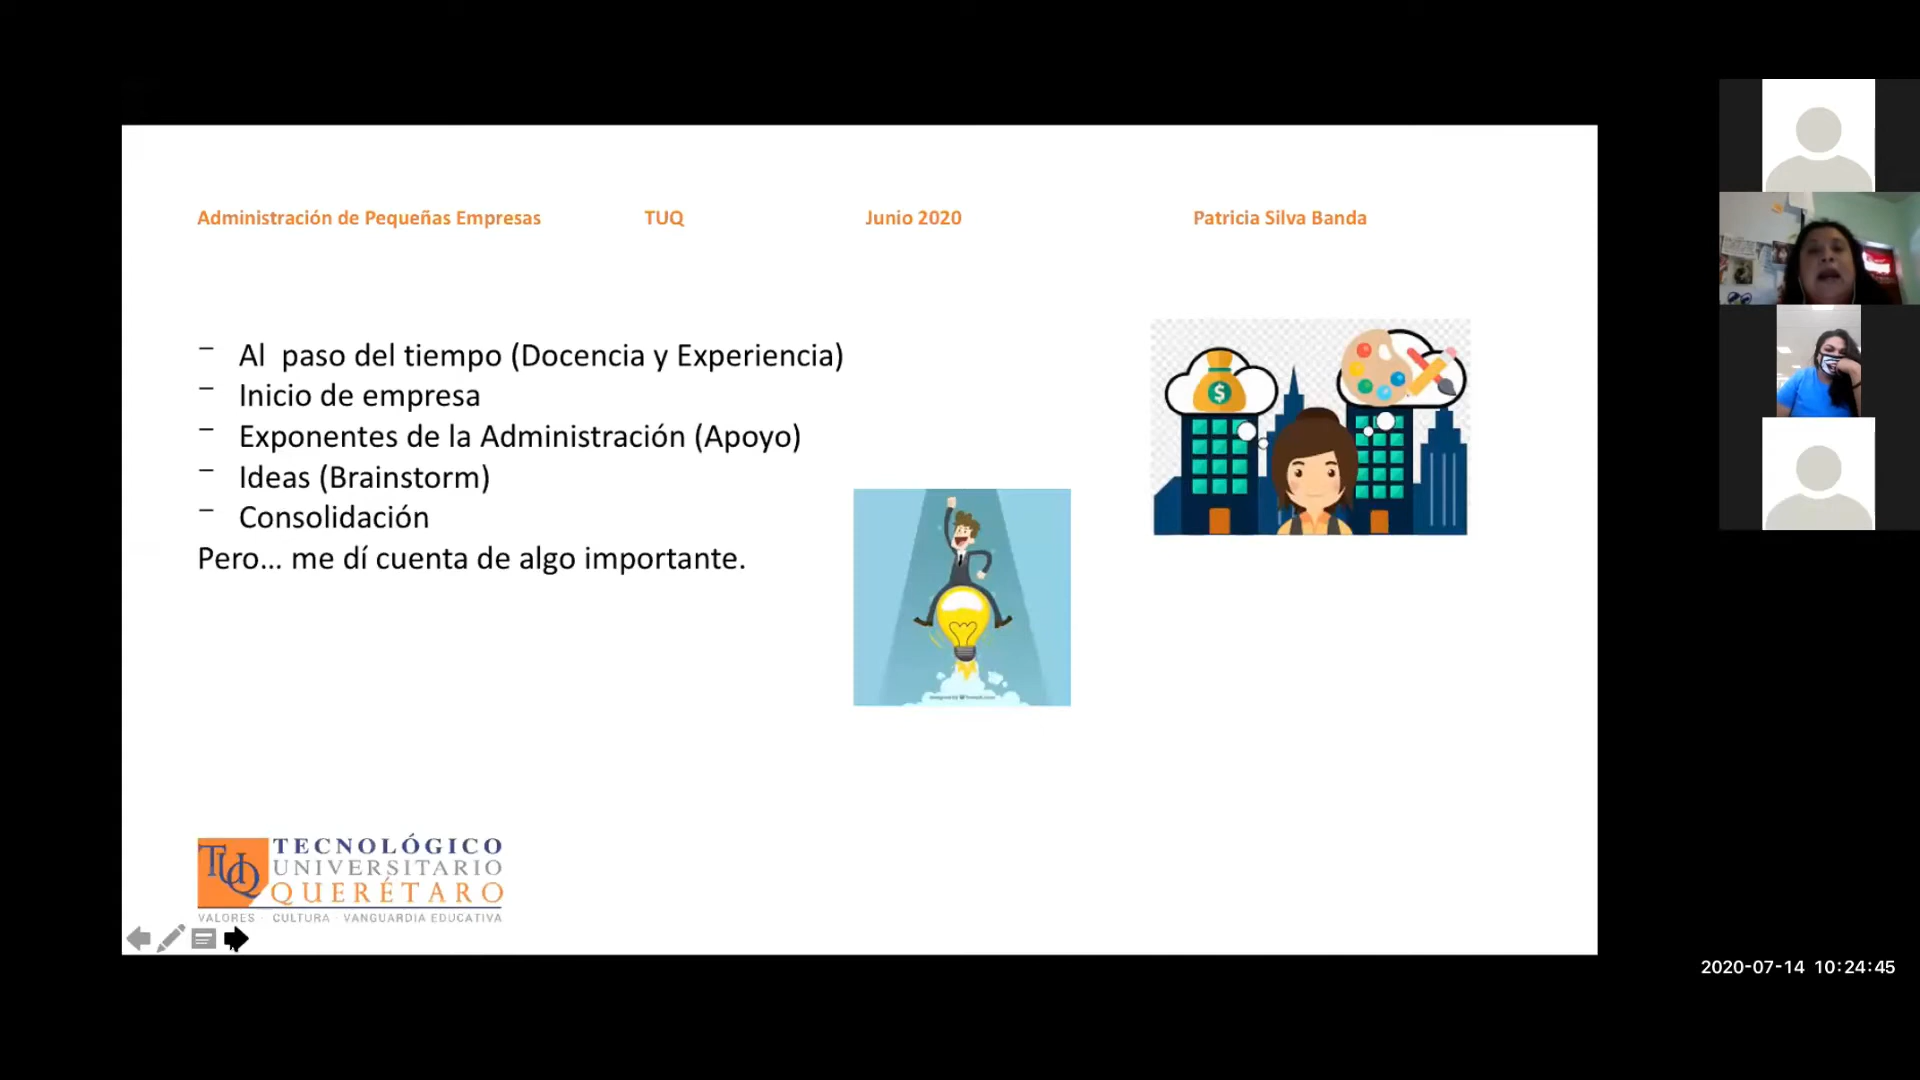 Administración de Pequeñas Empresas TUQ Junio 2020 Patricia Silva Banda
– Al paso del tiempo (Docencia y Experiencia)
– Inicio de empresa
– Exponentes de la Administración (Apoyo)
– Ideas (Brainstorm)
– Consolidación
Pero... me dí cuenta de algo importante.
$
TUQ
TECNOLÓGICO
UNIVERSITARIO
QUERÉTARO
VALORES · CULTURA · VANGUARDIA EDUCATIVA
2020-07-14 10:24:45